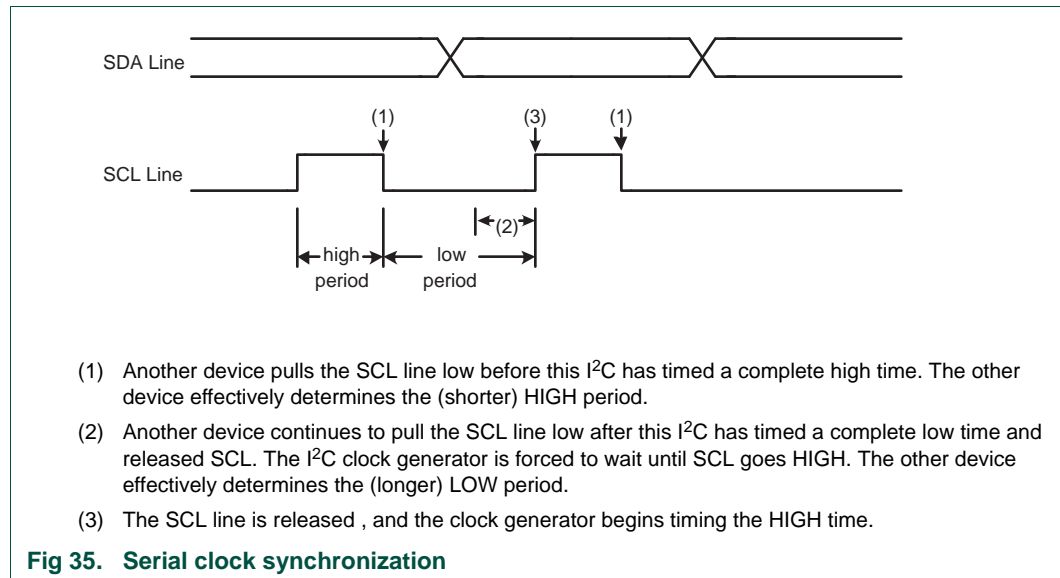 SDA Line
(1)
(3)
(1)
SCL Line
(2)
high
period
low
period
(1) Another device pulls the SCL line low before this I2C has timed a complete high time. The other
device effectively determines the (shorter) HIGH period.
(2) Another device continues to pull the SCL line low after this I2C has timed a complete low time and
released SCL. The I2C clock generator is forced to wait until SCL goes HIGH. The other device
effectively determines the (longer) LOW period.
(3) The SCL line is released , and the clock generator begins timing the HIGH time.
Fig 35. Serial clock synchronization